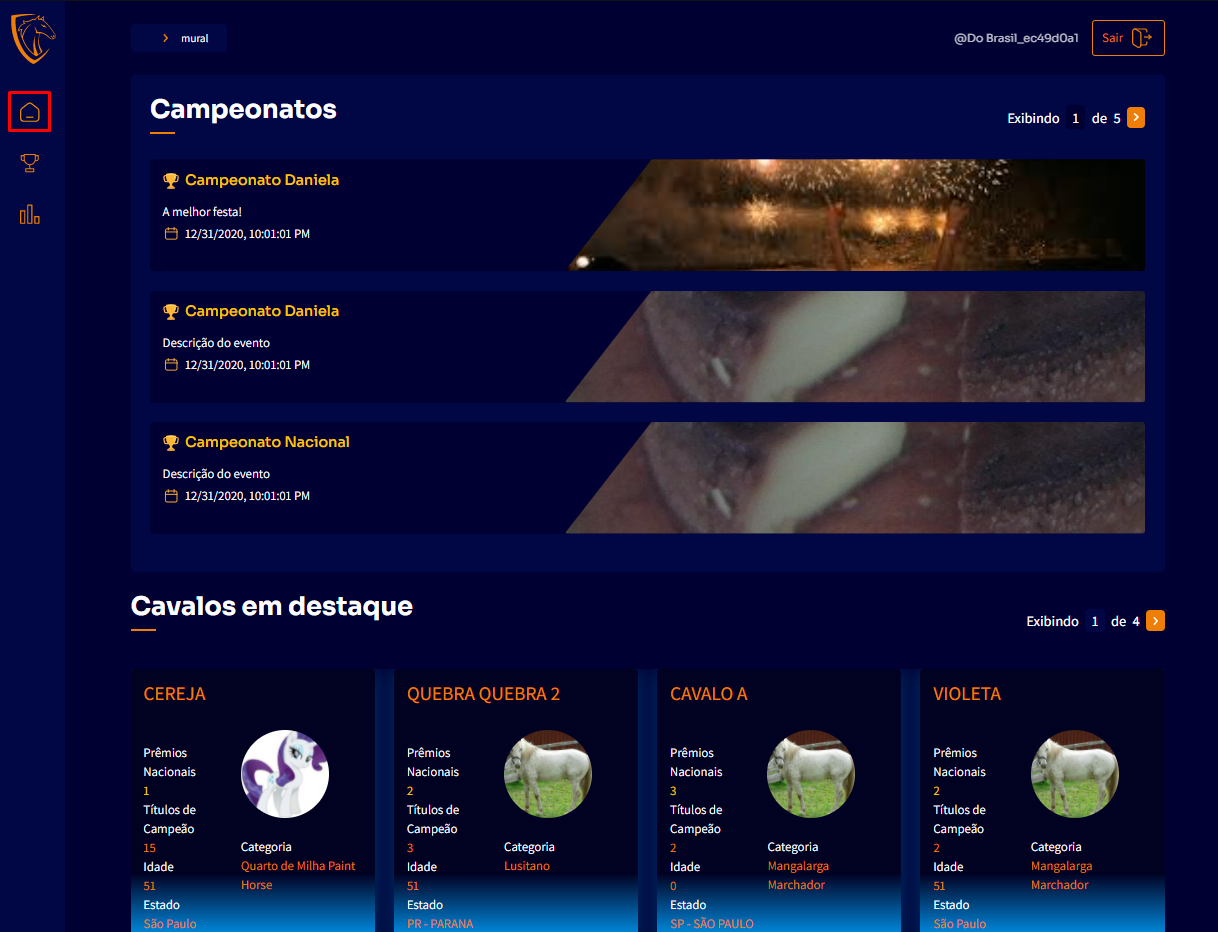 mural
@Do Brasil_ec49d0a1
Sair
Campeonatos
Exibindo 1 de 5
Campeonato Daniela
A melhor festa!
12/31/2020, 10:01:01 PM
Campeonato Daniela
Descrição do evento
12/31/2020, 10:01:01 PM
Campeonato Nacional
Descrição do evento
12/31/2020, 10:01:01 PM
Cavalos em destaque
Exibindo 1 de 4
CEREJA
Prêmios
Nacionais
1
Títulos de
Campeão
15
Idade
51
Estado
São Paulo
Categoria
Quarto de Milha Paint
Horse
QUEBRA QUEBRA 2
Prêmios
Nacionais
2
Títulos de
Campeão
3
Idade
51
Estado
PR - PARANA
Categoria
Lusitano
CAVALO A
Prêmios
Nacionais
3
Títulos de
Campeão
2
Idade
0
Estado
SP - SÃO PAULO
Categoria
Mangalarga
Marchador
VIOLETA
Prêmios
Nacionais
2
Títulos de
Campeão
2
Idade
51
Estado
São Paulo
Categoria
Mangalarga
Marchador